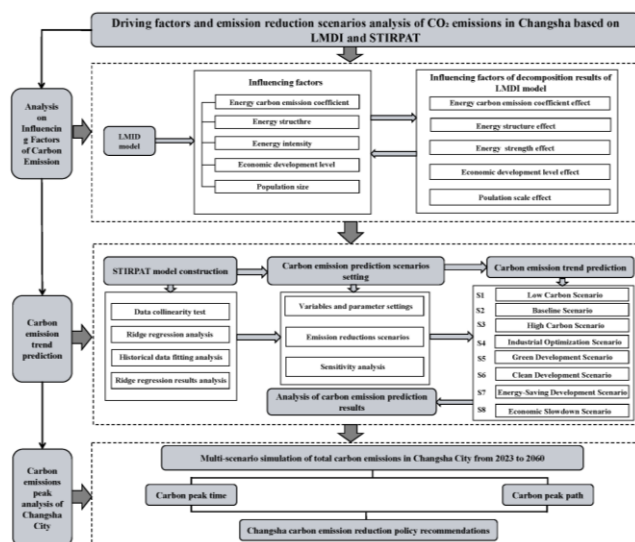 Driving factors and emission reduction scenarios analysis of CO₂ emissions in Changsha based on
LMDI and STIRPAT
Analysis
on
Influencin
g Factors
of Carbon
Emission
LMID
model
Influencing factors
Energy carbon emission coefficient
Energy structhre
Eenergy intensity
Economic development level
Population size
Influencing factors of decomposition results of
LMDI model
Energy carbon emission coefficient effect
Energy structure effect
Energy strength effect
Economic development level effect
Poulation scale effect
Carbon
emission
trend
prediction
STIRPAT model construction
Data collinearity test
Ridge regression analysis
Historical data fitting analysis
Ridge regression results analysis
Carbon emission prediction scenarios
setting
Variables and parameter settings
Emission reductions scenarios
Sensitivity analysis
Analysis of carbon emission prediction
results
Carbon emission trend prediction
S1 Low Carbon Scenario
S2 Baseline Scenario
S3 High Carbon Scenario
S4 Industrial Optimization Scenario
S5 Green Development Scenario
S6 Clean Development Scenario
S7 Energy-Saving Development Scenario
S8 Economic Slowdown Scenario
Carbon
emissions
peak
analysis of
Changsha
City
Multi-scenario simulation of total carbon emissions in Changsha City from 2023 to 2060
Carbon peak time
Carbon peak path
Changsha carbon emission reduction policy recommendations